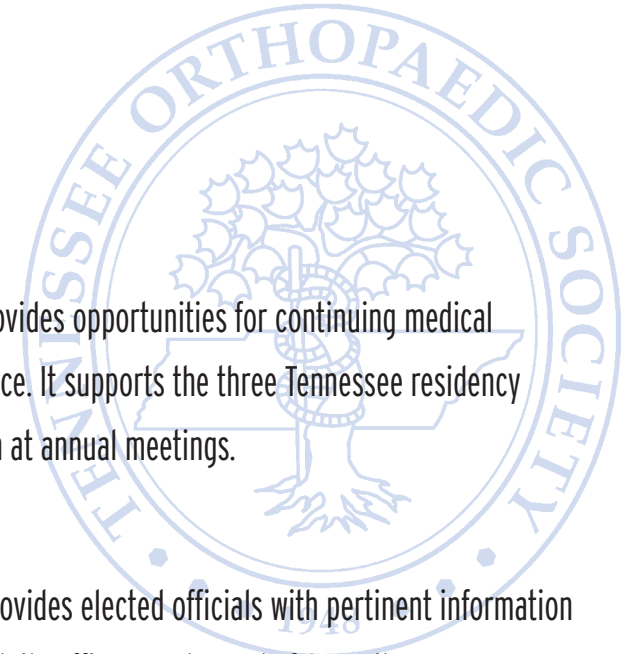 TENNISSEE ORTHOPAEDIC SOCIETY
ovides opportunities for continuing medical
ce. It supports the three Tennessee residency
at annual meetings.
ovides elected officials with pertinent information
1948